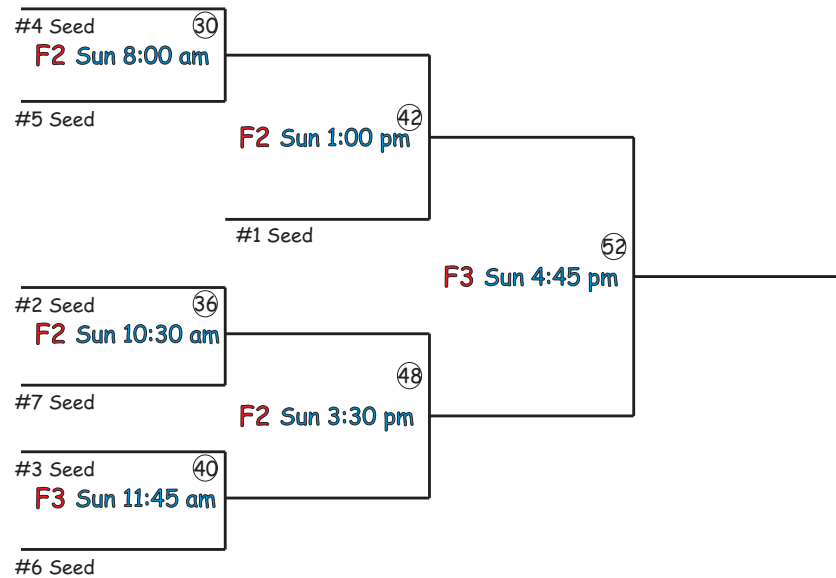 #4 Seed 30
F2 Sun 8:00 am
#5 Seed
42
F2 Sun 1:00 pm
#1 Seed
52
F3 Sun 4:45 pm
#2 Seed 36
F2 Sun 10:30 am
#7 Seed
48
F2 Sun 3:30 pm
#3 Seed 40
F3 Sun 11:45 am
#6 Seed